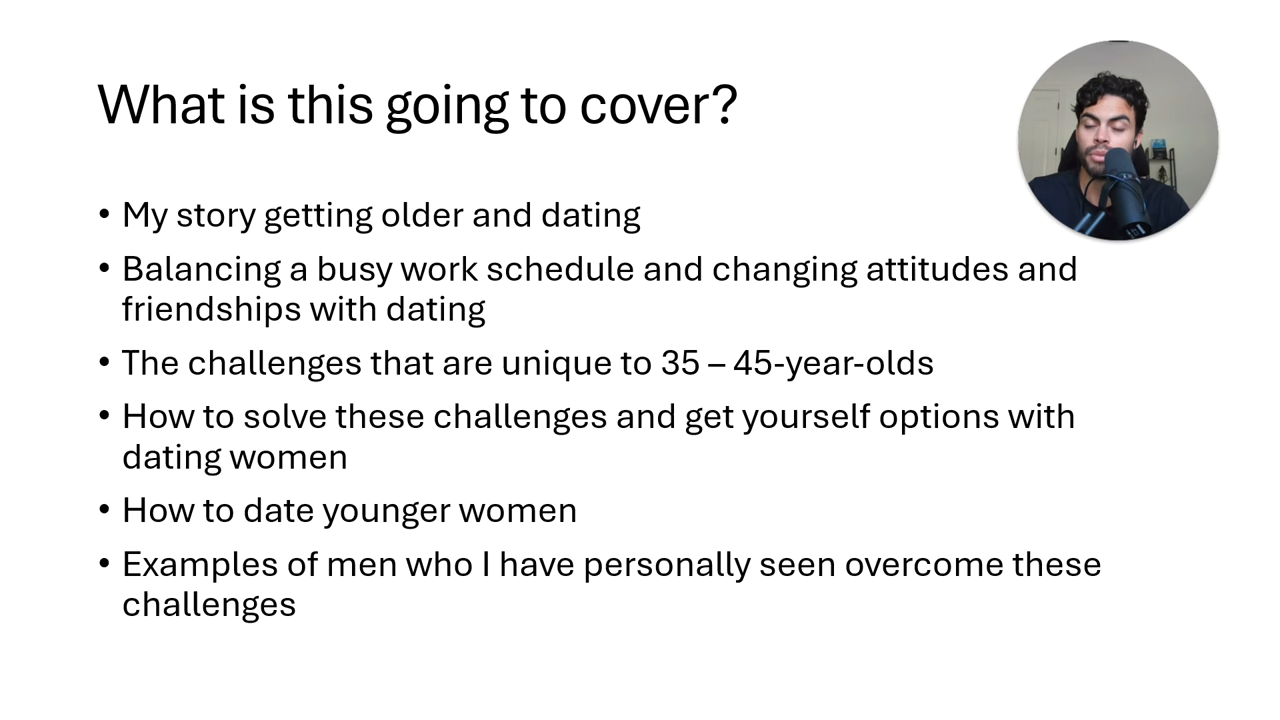 What is this going to cover?
• My story getting older and dating
• Balancing a busy work schedule and changing attitudes and
friendships with dating
• The challenges that are unique to 35 – 45-year-olds
• How to solve these challenges and get yourself options with
dating women
• How to date younger women
• Examples of men who I have personally seen overcome these
challenges